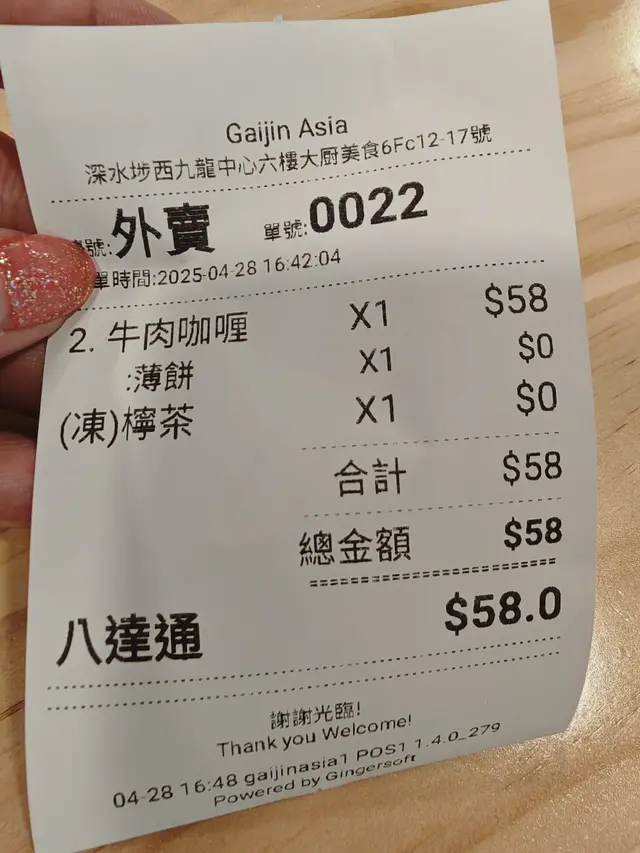 Gaijin Asia
深水埗西九龍中心六樓大厨美食6Fc12-17號
號:外賣 單號:0022
單時間:2025-04-28 16:42:04
2. 牛肉咖喱 X1 $58
:薄餅 X1 $0
(凍)檸茶 X1 $0
合計 $58
總金額 $58
八達通 $58.0
謝謝光臨!
Thank you Welcome!
04-28 16:48 gaijinasia1 POS1 1.4.0_279
Powered by Gingersoft